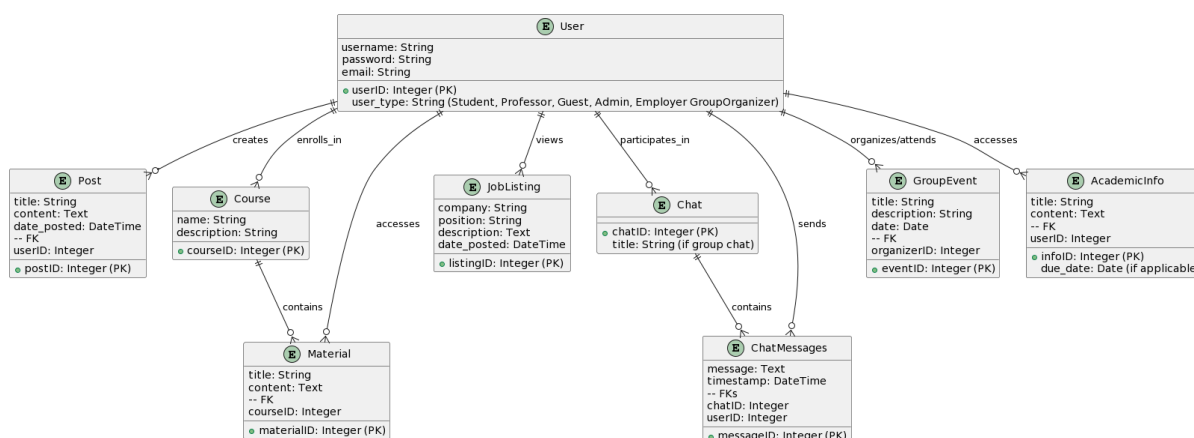 E User
username: String
password: String
email: String
userID: Integer (PK)
user_type: String (Student, Professor, Guest, Admin, Employer GroupOrganizer)
creates
enrolls_in
accesses
views
participates_in
sends
organizes/attends
accesses
E Post
title: String
content: Text
date_posted: DateTime
-- FK
userID: Integer
postID: Integer (PK)
E Course
name: String
description: String
courseID: Integer (PK)
E JobListing
company: String
position: String
description: Text
date_posted: DateTime
listingID: Integer (PK)
E Chat
chatID: Integer (PK)
title: String (if group chat)
E GroupEvent
title: String
description: String
date: Date
-- FK
organizerID: Integer
eventID: Integer (PK)
E AcademicInfo
title: String
content: Text
-- FK
userID: Integer
infoID: Integer (PK)
due_date: Date (if applicable
contains
contains
E Material
title: String
content: Text
-- FK
courseID: Integer
materialID: Integer (PK)
E ChatMessages
message: Text
timestamp: DateTime
-- FKs
chatID: Integer
userID: Integer
messageID: Integer (PK)